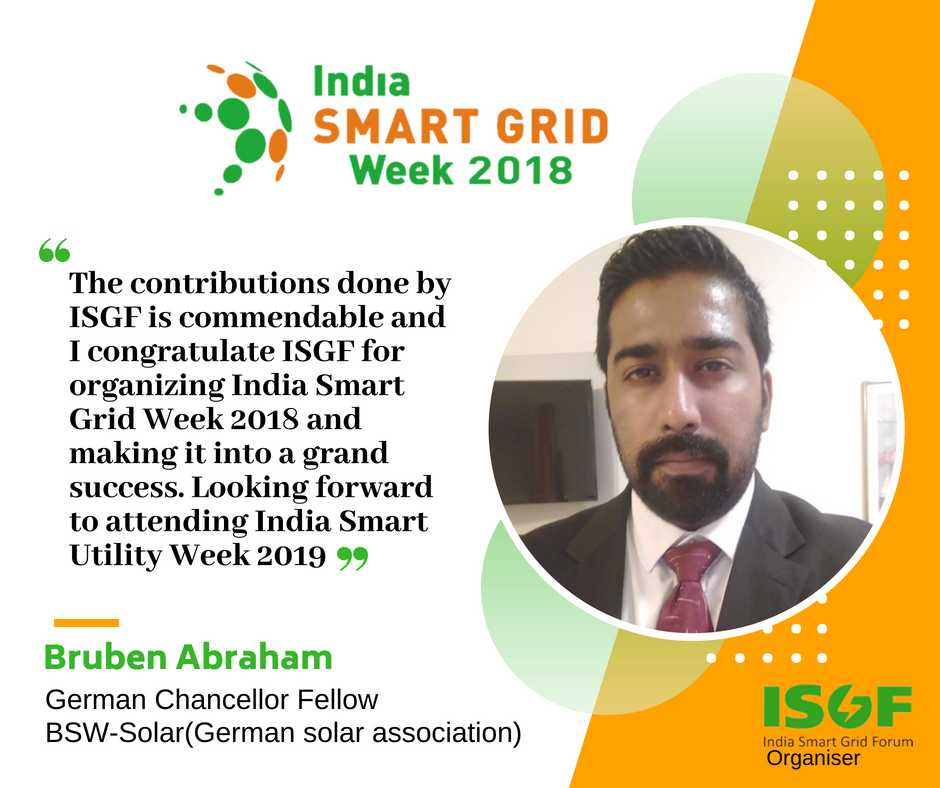 India
SMART GRID
Week 2018
“
The contributions done by
ISGF is commendable and
I congratulate ISGF for
organizing India Smart
Grid Week 2018 and
making it into a grand
success. Looking forward
to attending India Smart
Utility Week 2019 ”
Bruben Abraham
German Chancellor Fellow
BSW-Solar(German solar association)
ISGF
India Smart Grid Forum
Organiser